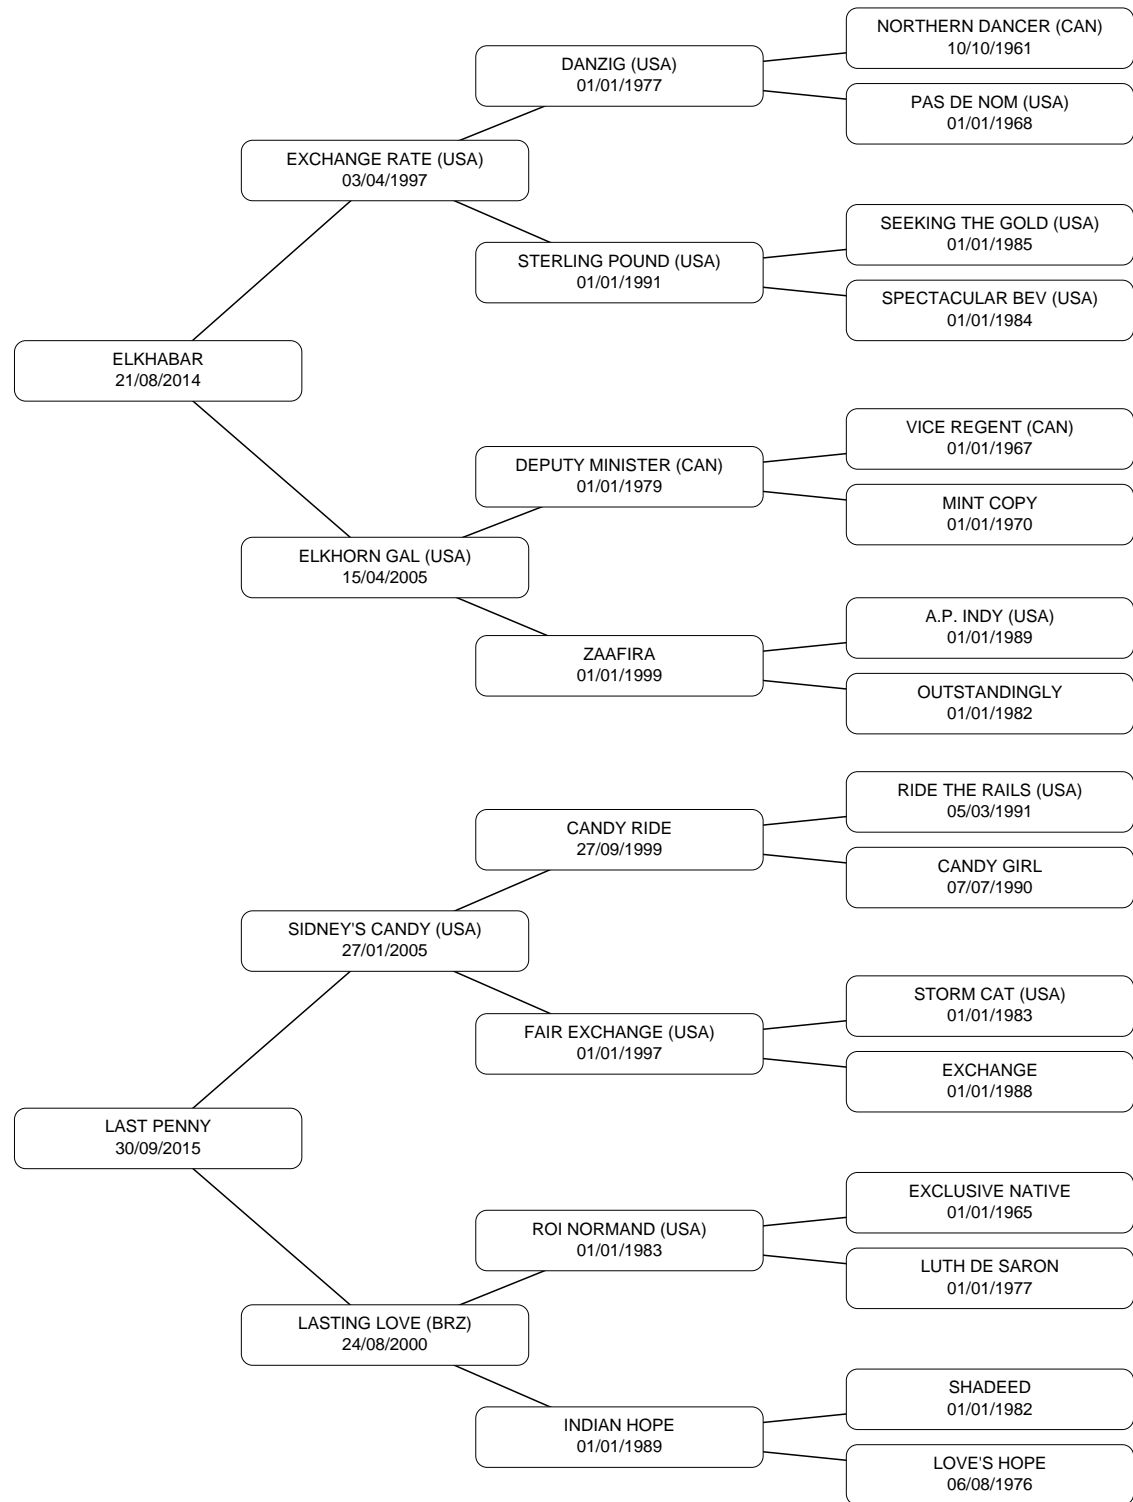 NORTHERN DANCER (CAN)
10/10/1961
DANZIG (USA)
01/01/1977
PAS DE NOM (USA)
01/01/1968
EXCHANGE RATE (USA)
03/04/1997
SEEKING THE GOLD (USA)
01/01/1985
STERLING POUND (USA)
01/01/1991
SPECTACULAR BEV (USA)
01/01/1984
ELKHABAR
21/08/2014
VICE REGENT (CAN)
01/01/1967
DEPUTY MINISTER (CAN)
01/01/1979
MINT COPY
01/01/1970
ELKHORN GAL (USA)
15/04/2005
A.P. INDY (USA)
01/01/1989
ZAAFIRA
01/01/1999
OUTSTANDINGLY
01/01/1982
RIDE THE RAILS (USA)
05/03/1991
CANDY RIDE
27/09/1999
CANDY GIRL
07/07/1990
SIDNEY'S CANDY (USA)
27/01/2005
STORM CAT (USA)
01/01/1983
FAIR EXCHANGE (USA)
01/01/1997
EXCHANGE
01/01/1988
LAST PENNY
30/09/2015
EXCLUSIVE NATIVE
01/01/1965
ROI NORMAND (USA)
01/01/1983
LUTH DE SARON
01/01/1977
LASTING LOVE (BRZ)
24/08/2000
SHADEED
01/01/1982
INDIAN HOPE
01/01/1989
LOVE'S HOPE
06/08/1976